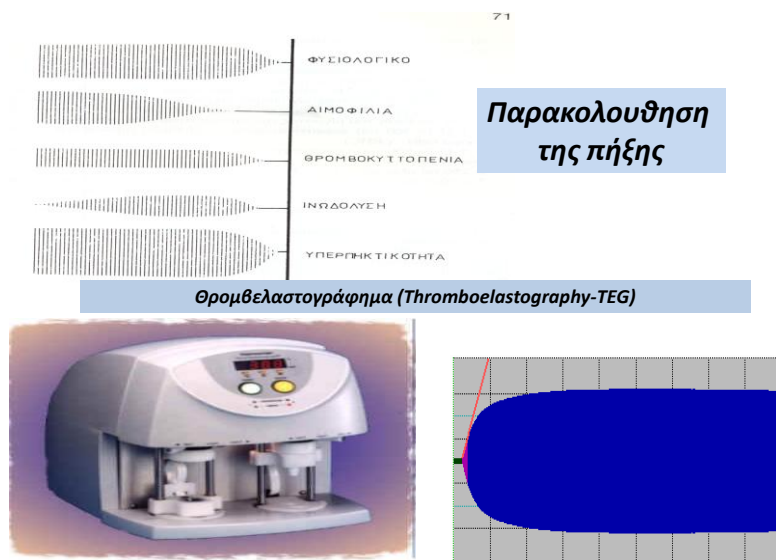 71
ΦΥΣΙΟΛΟΓΙΚΟ
ΑΙΜΟΦΙΛΙΑ
ΘΡΟΜΒΟΚΥΤΤΟΠΕΝΙΑ
ΙΝΩΔΟΛΥΣΗ
ΥΠΕΡΠΗΚΤΙΚΟΤΗΤΑ
Παρακολουθηση
της πήξης
Θρομβελαστογράφημα (Thromboelastography-TEG)